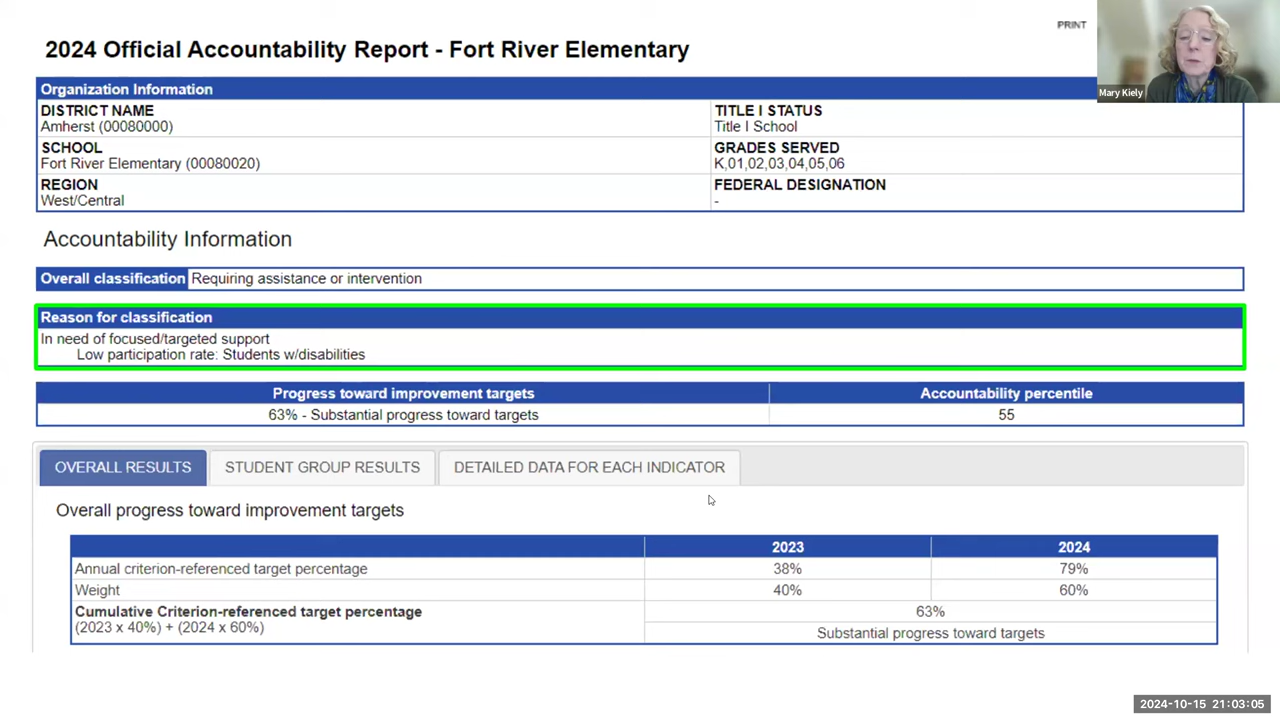 PRINT
2024 Official Accountability Report - Fort River Elementary
Mary Kiely
Organization Information
DISTRICT NAME
Amherst (00080000)
TITLE I STATUS
Title I School
SCHOOL
Fort River Elementary (00080020)
GRADES SERVED
K,01,02,03,04,05,06
REGION
West/Central
FEDERAL DESIGNATION
-
Accountability Information
Overall classification Requiring assistance or intervention
Reason for classification
In need of focused/targeted support
Low participation rate: Students w/disabilities
Progress toward improvement targets Accountability percentile
63% - Substantial progress toward targets 55
OVERALL RESULTS STUDENT GROUP RESULTS DETAILED DATA FOR EACH INDICATOR
Overall progress toward improvement targets
2023 2024
Annual criterion-referenced target percentage 38% 79%
Weight 40% 60%
Cumulative Criterion-referenced target percentage
(2023 x 40%) + (2024 x 60%)
63%
Substantial progress toward targets
2024-10-15 21:03:05